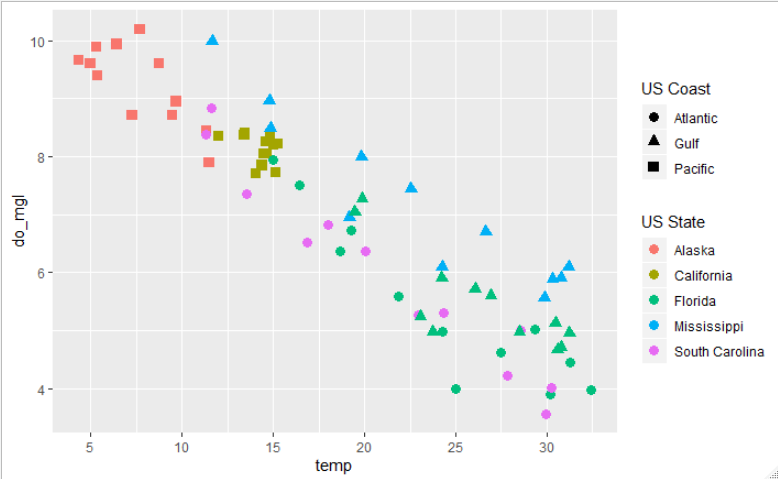 10
8
6
4
do_mgl
5 10 15 20 25 30
temp
US Coast
Atlantic
Gulf
Pacific
US State
Alaska
California
Florida
Mississippi
South Carolina